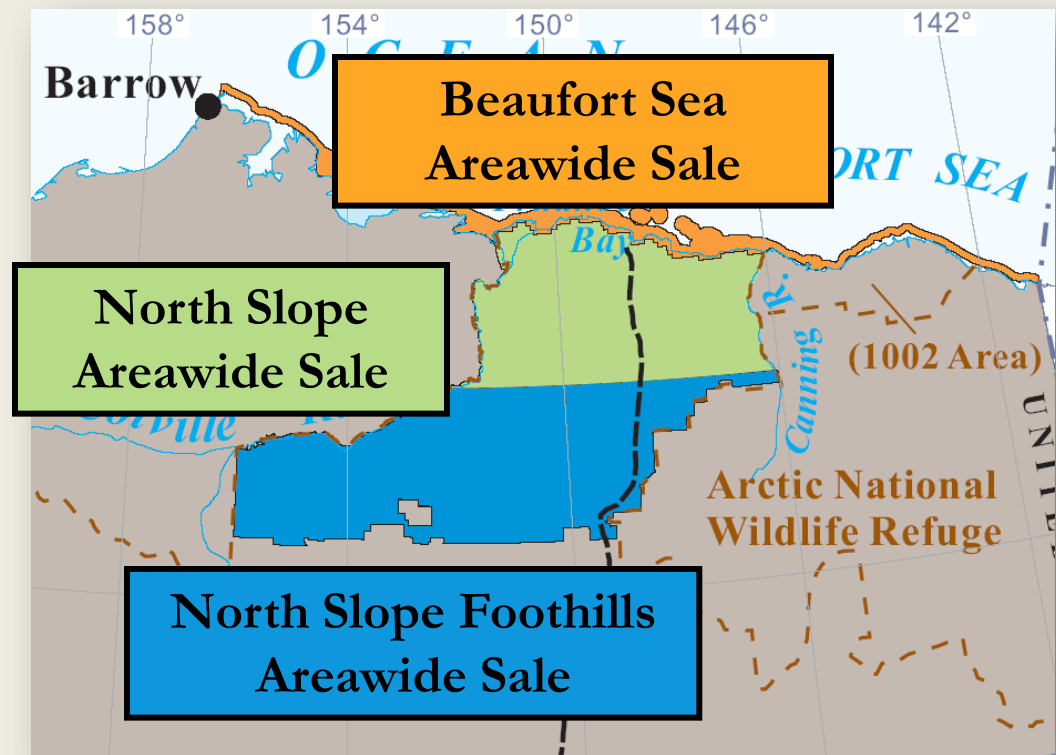 158° 154° 150° 146° 142°
Barrow
Beaufort Sea
Areawide Sale
SEA
Bay
North Slope
Areawide Sale
R.
Canning
(1002 Area)
Colville
Arctic National
Wildlife Refuge
North Slope Foothills
Areawide Sale